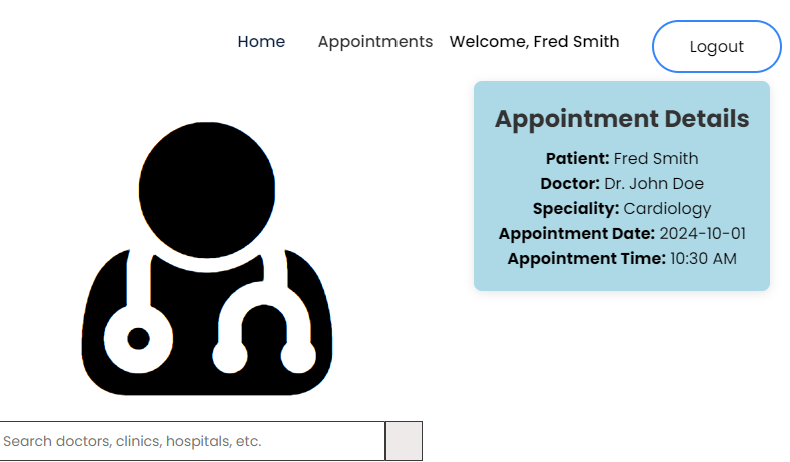 Home Appointments Welcome, Fred Smith Logout
Appointment Details
Patient: Fred Smith
Doctor: Dr. John Doe
Speciality: Cardiology
Appointment Date: 2024-10-01
Appointment Time: 10:30 AM
Search doctors, clinics, hospitals, etc.